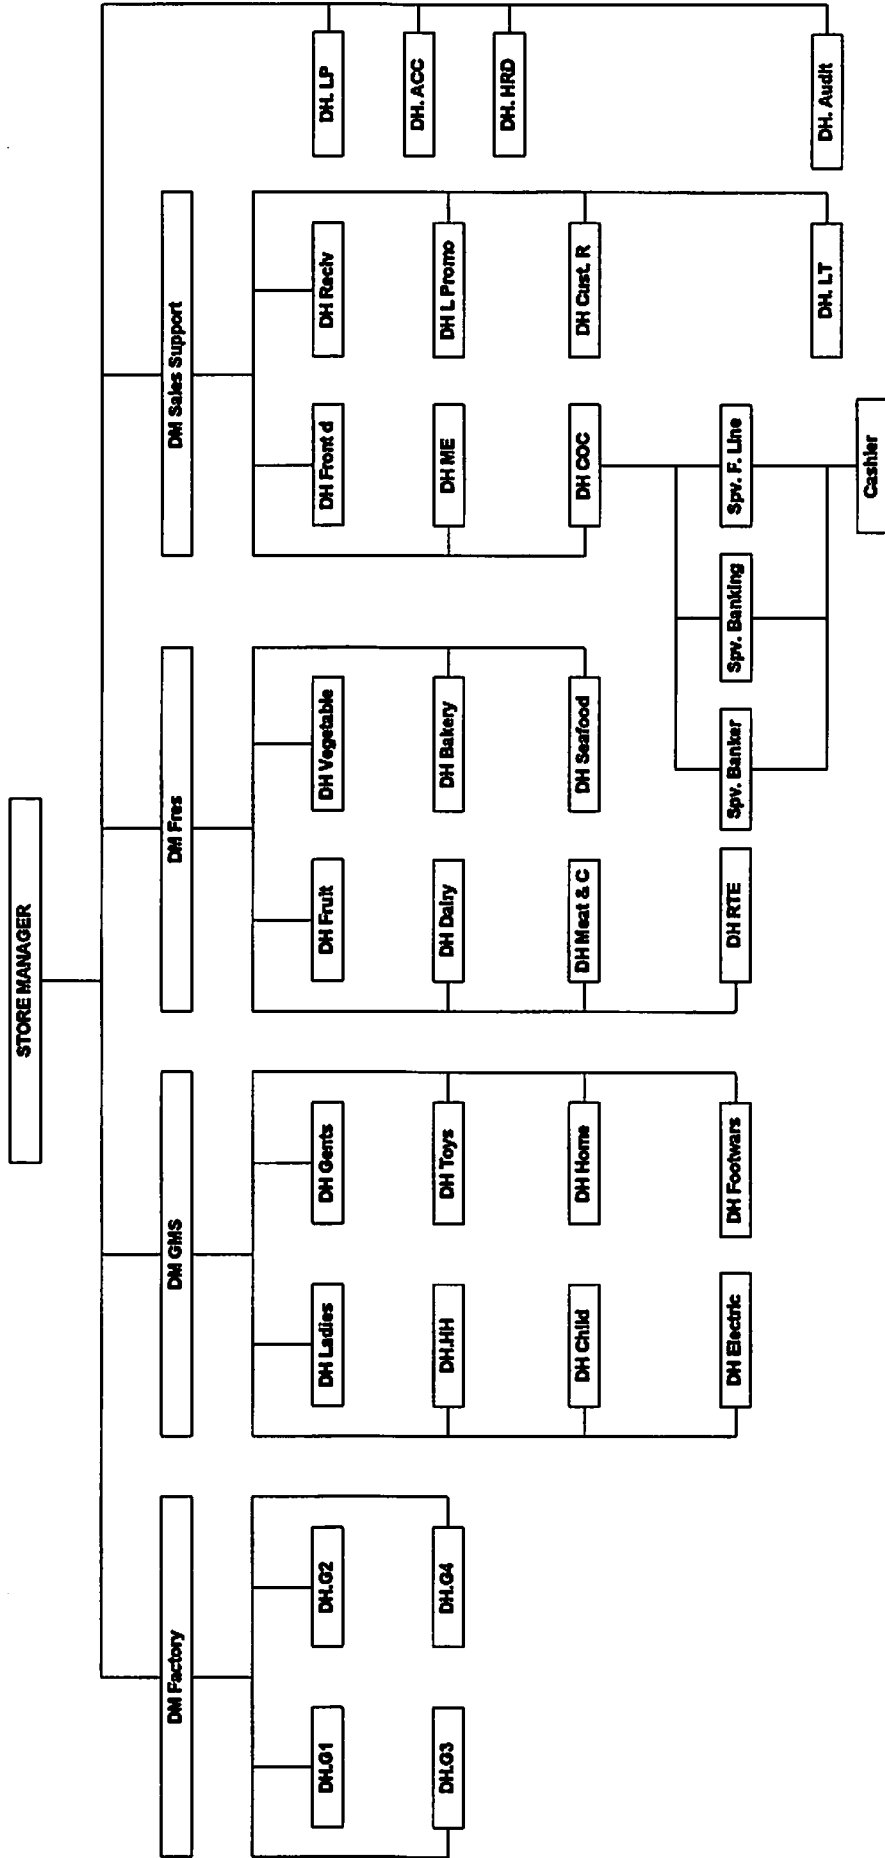 STORE MANAGER
DM Factory
DM GMS
DM Fres
DM Sales Support
DH.G1
DH.G2
DH Ladies
DH Gents
DH Fruit
DH Vegetable
DH Front d
DH Reciv
DH. LP
DH. ACC
DH.G3
DH.G4
DH.HH
DH Toys
DH Dairy
DH Bakery
DH ME
DH L Promo
DH. HRD
DH Child
DH Home
DH Meat & C
DH Seafood
DH COC
DH Cust. R
DH Electric
DH Footwars
DH RTE
Spv. Banker
Spv. Banking
Spv. F. Line
DH. LT
DH. Audit
Cashier